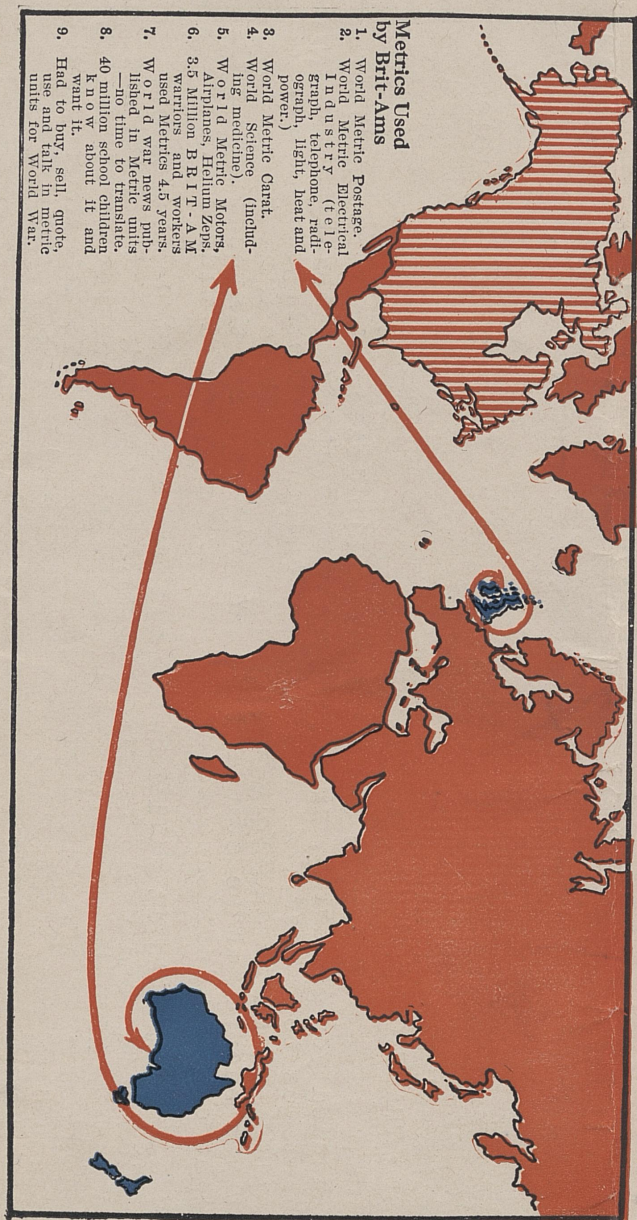 Metrics Used
by Brit-Ams
1. World Metric Postage.
2. World Metric Electrical
Industry (tele-
graph, telephone, radi-
ograph, light, heat and
power.)
3. World Metric Carat.
4. World Science (includ-
ing medicine).
5. World Metric Motors,
Airplanes, Helium Zeps.
6. 3.5 Million BRIT-AM
warriors and workers
used Metrics 4.5 years.
7. World war news pub-
lished in Metric units
—no time to translate.
8. 40 million school children
know about it and
want it.
9. Had to buy, sell, quote,
use and talk in metric
units for World War.